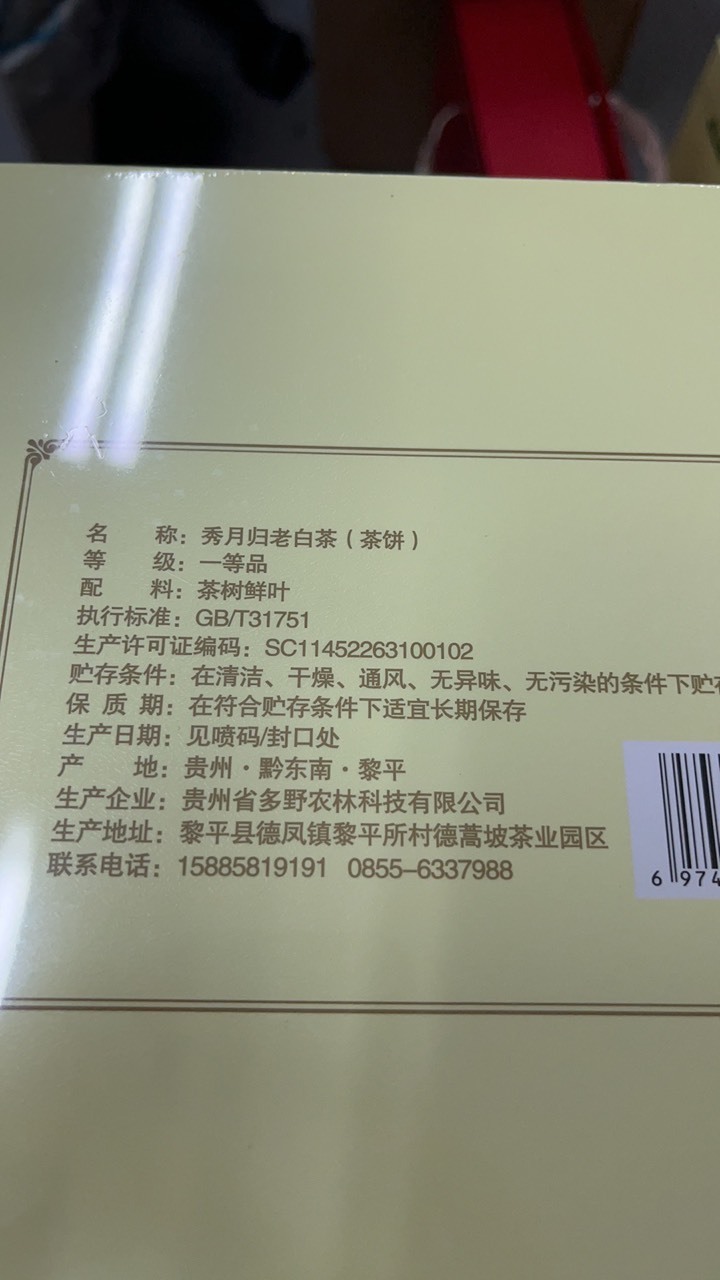 名 称：秀月归老白茶（茶饼）
等 级：一等品
配 料：茶树鲜叶
执行标准：GB/T31751
生产许可证编码：SC11452263100102
贮存条件：在清洁、干燥、通风、无异味、无污染的条件下贮存
保 质 期：在符合贮存条件下适宜长期保存
生产日期：见喷码/封口处
产 地：贵州·黔东南·黎平
生产企业：贵州省多野农林科技有限公司
生产地址：黎平县德凤镇黎平所村德蒿坡茶业园区
联系电话：15885819191 0855–6337988
6 974